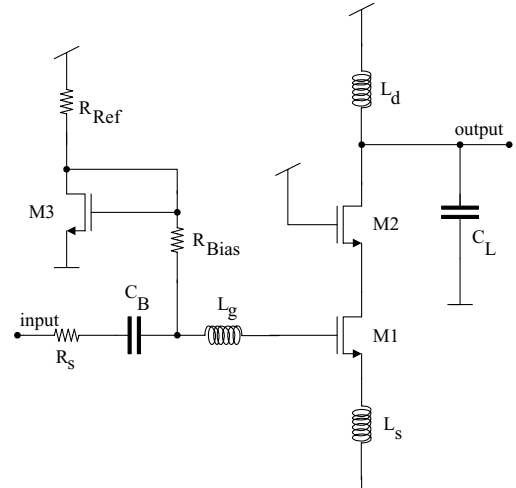 L_d
R_Ref
output
M3
M2
R_Bias
C_L
C_B
L_g
input
M1
R_s
L_s